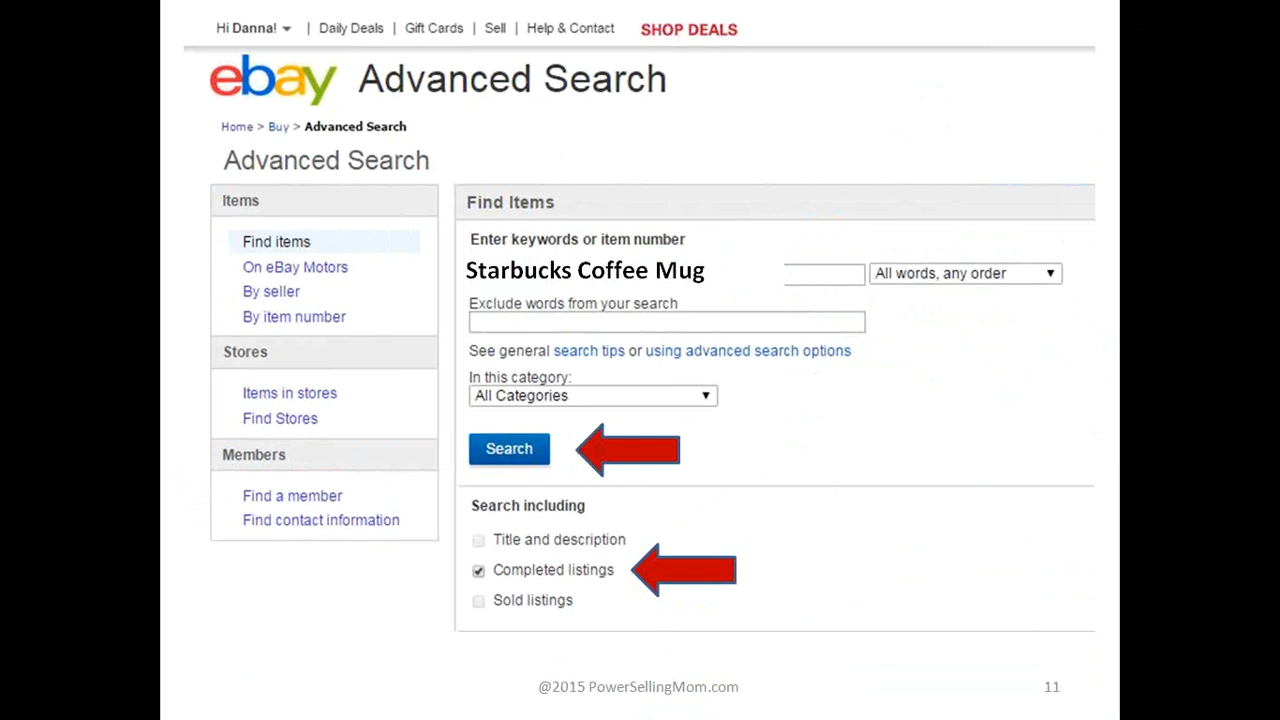 Hi Danna! | Daily Deals | Gift Cards | Sell | Help & Contact SHOP DEALS
ebay Advanced Search
Home > Buy > Advanced Search
Advanced Search
Items
Find items
On eBay Motors
By seller
By item number
Stores
Items in stores
Find Stores
Members
Find a member
Find contact information
Find Items
Enter keywords or item number
Starbucks Coffee Mug All words, any order
Exclude words from your search
See general search tips or using advanced search options
In this category:
All Categories
Search
Search including
Title and description
Completed listings
Sold listings
@2015 PowerSellingMom.com 11